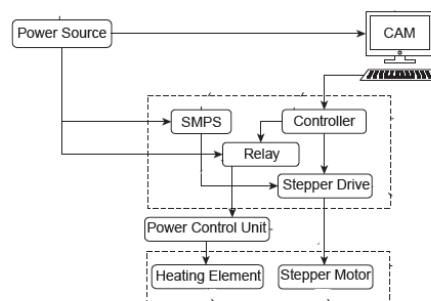 Power Source
CAM
SMPS
Controller
Relay
Stepper Drive
Power Control Unit
Heating Element
Stepper Motor